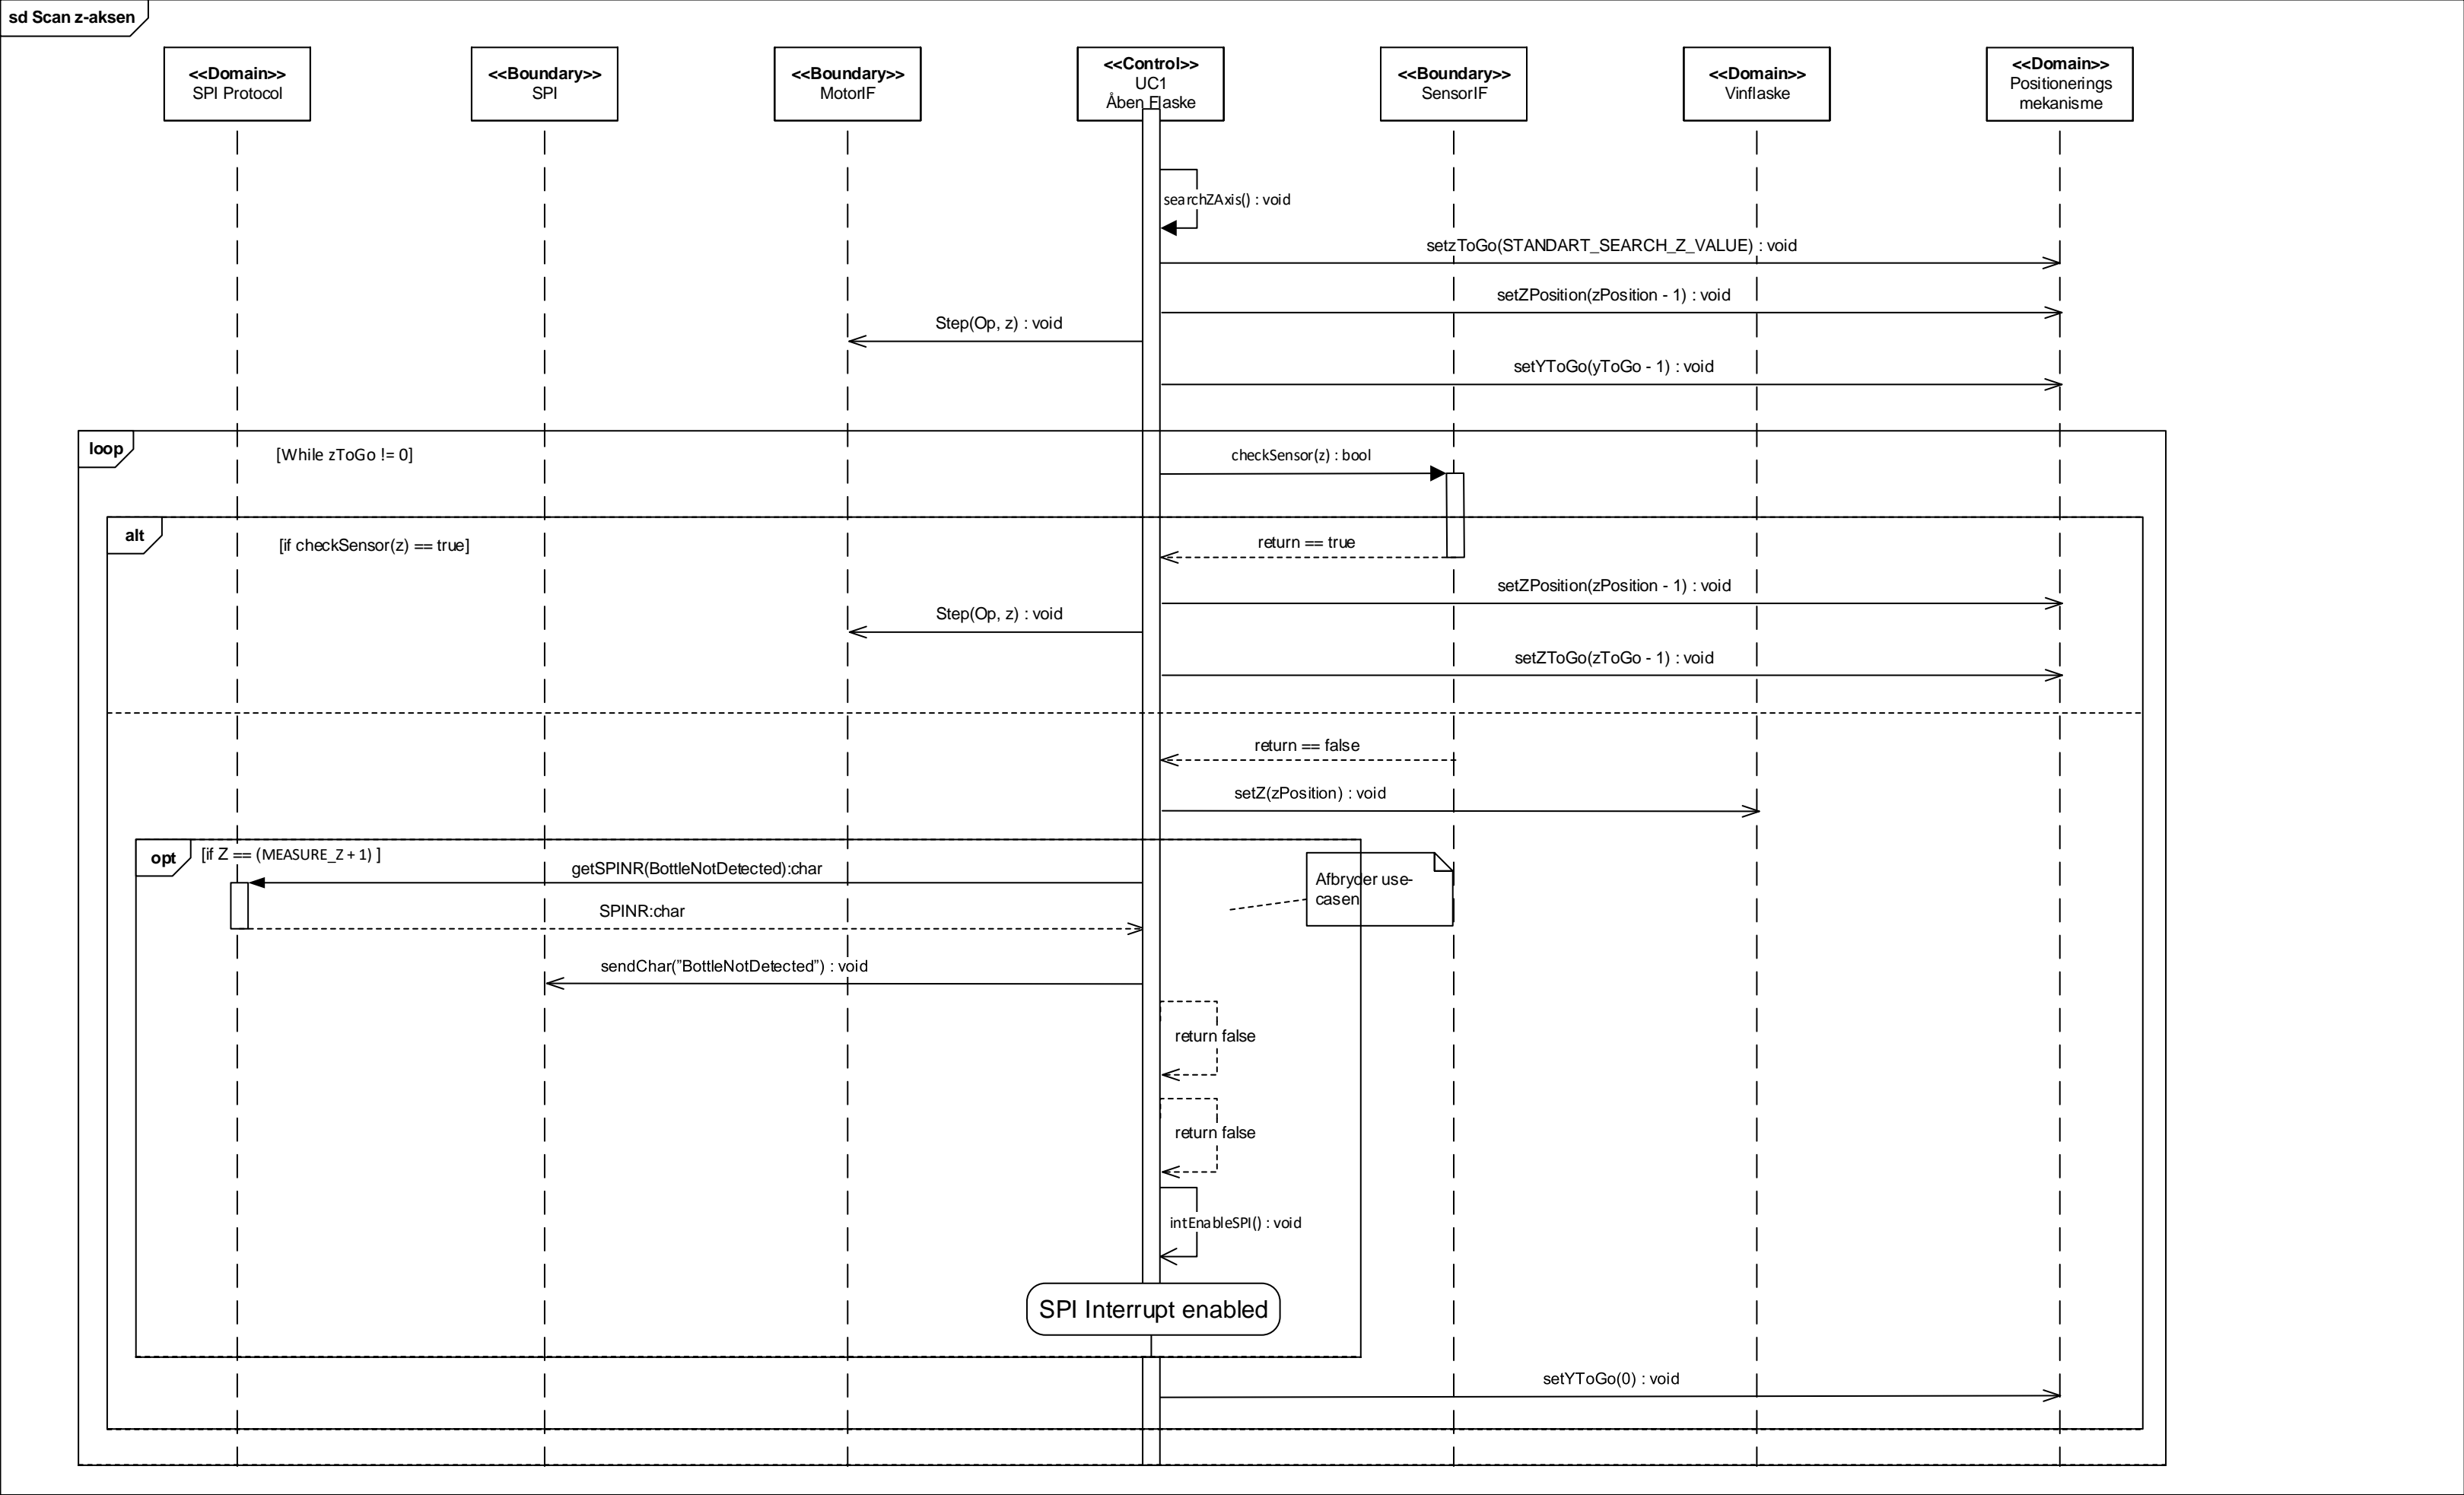 sd Scan z-aksen
<<Domain>>
SPI Protocol
<<Boundary>>
SPI
<<Boundary>>
MotorIF
<<Control>>
UC1
Åben Flaske
<<Boundary>>
SensorIF
<<Domain>>
Vinflaske
<<Domain>>
Positionerings
mekanisme
searchZAxis() : void
setzToGo(STANDART_SEARCH_Z_VALUE) : void
setZPosition(zPosition - 1) : void
Step(Op, z) : void
setYToGo(yToGo - 1) : void
loop
[While zToGo != 0]
checkSensor(z) : bool
alt
[if checkSensor(z) == true]
return == true
setZPosition(zPosition - 1) : void
Step(Op, z) : void
setZToGo(zToGo - 1) : void
return == false
setZ(zPosition) : void
opt
[if Z == (MEASURE_Z + 1) ]
getSPINR(BottleNotDetected):char
Afbryder use-
casen
SPINR:char
sendChar(”BottleNotDetected”) : void
return false
return false
intEnableSPI() : void
SPI Interrupt enabled
setYToGo(0) : void